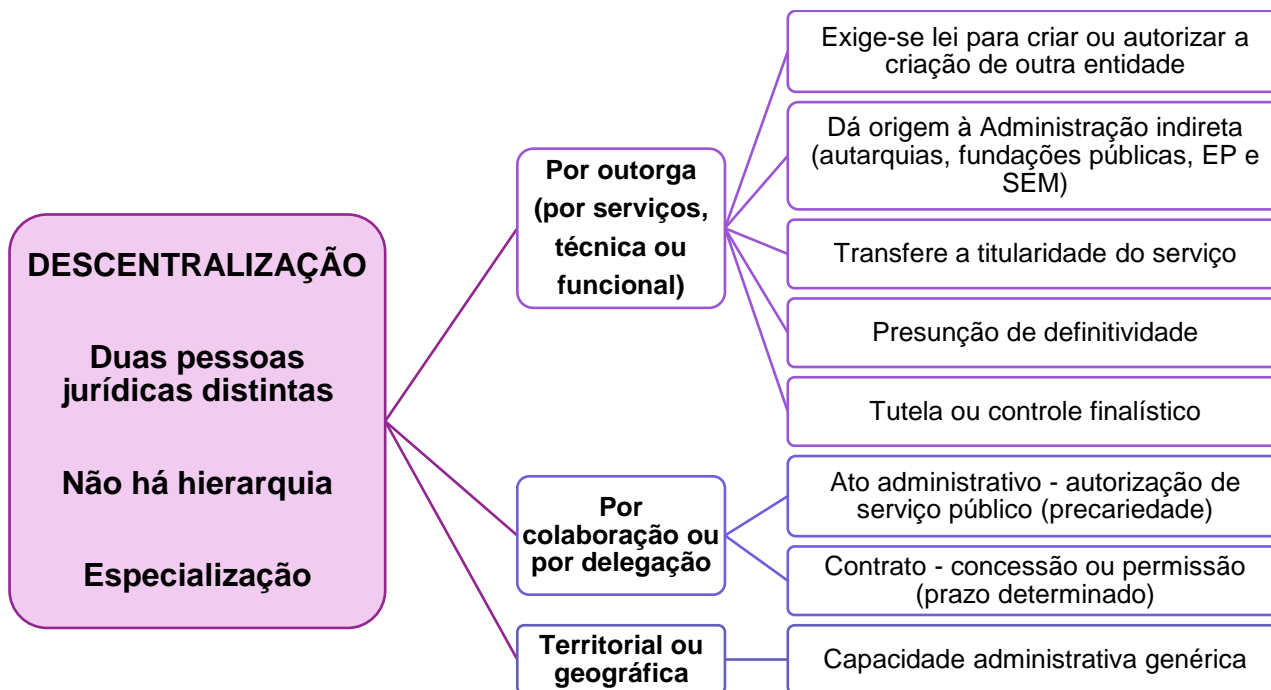 DESCENTRALIZAÇÃO
Duas pessoas
jurídicas distintas
Não há hierarquia
Especialização
Por outorga
(por serviços,
técnica ou
funcional)
Exige-se lei para criar ou autorizar a
criação de outra entidade
Dá origem à Administração indireta
(autarquias, fundações públicas, EP e
SEM)
Transfere a titularidade do serviço
Presunção de definitividade
Tutela ou controle finalístico
Por
colaboração ou
por delegação
Ato administrativo - autorização de
serviço público (precariedade)
Contrato - concessão ou permissão
(prazo determinado)
Territorial ou
geográfica
Capacidade administrativa genérica